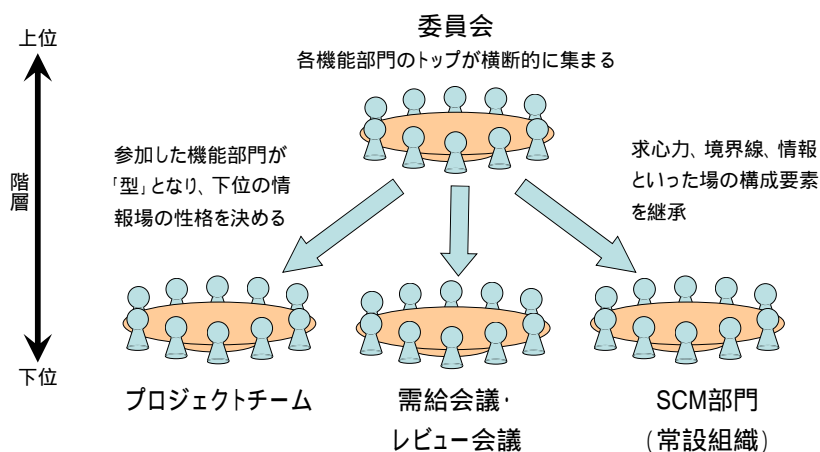 委員会
各機能部門のトップが横断的に集まる
上位
階層
下位
参加した機能部門が
「型」となり、下位の情
報場の性格を決める
求心力、境界線、情報
といった場の構成要素
を継承
プロジェクトチーム
需給会議・
レビュー会議
SCM部門
(常設組織)